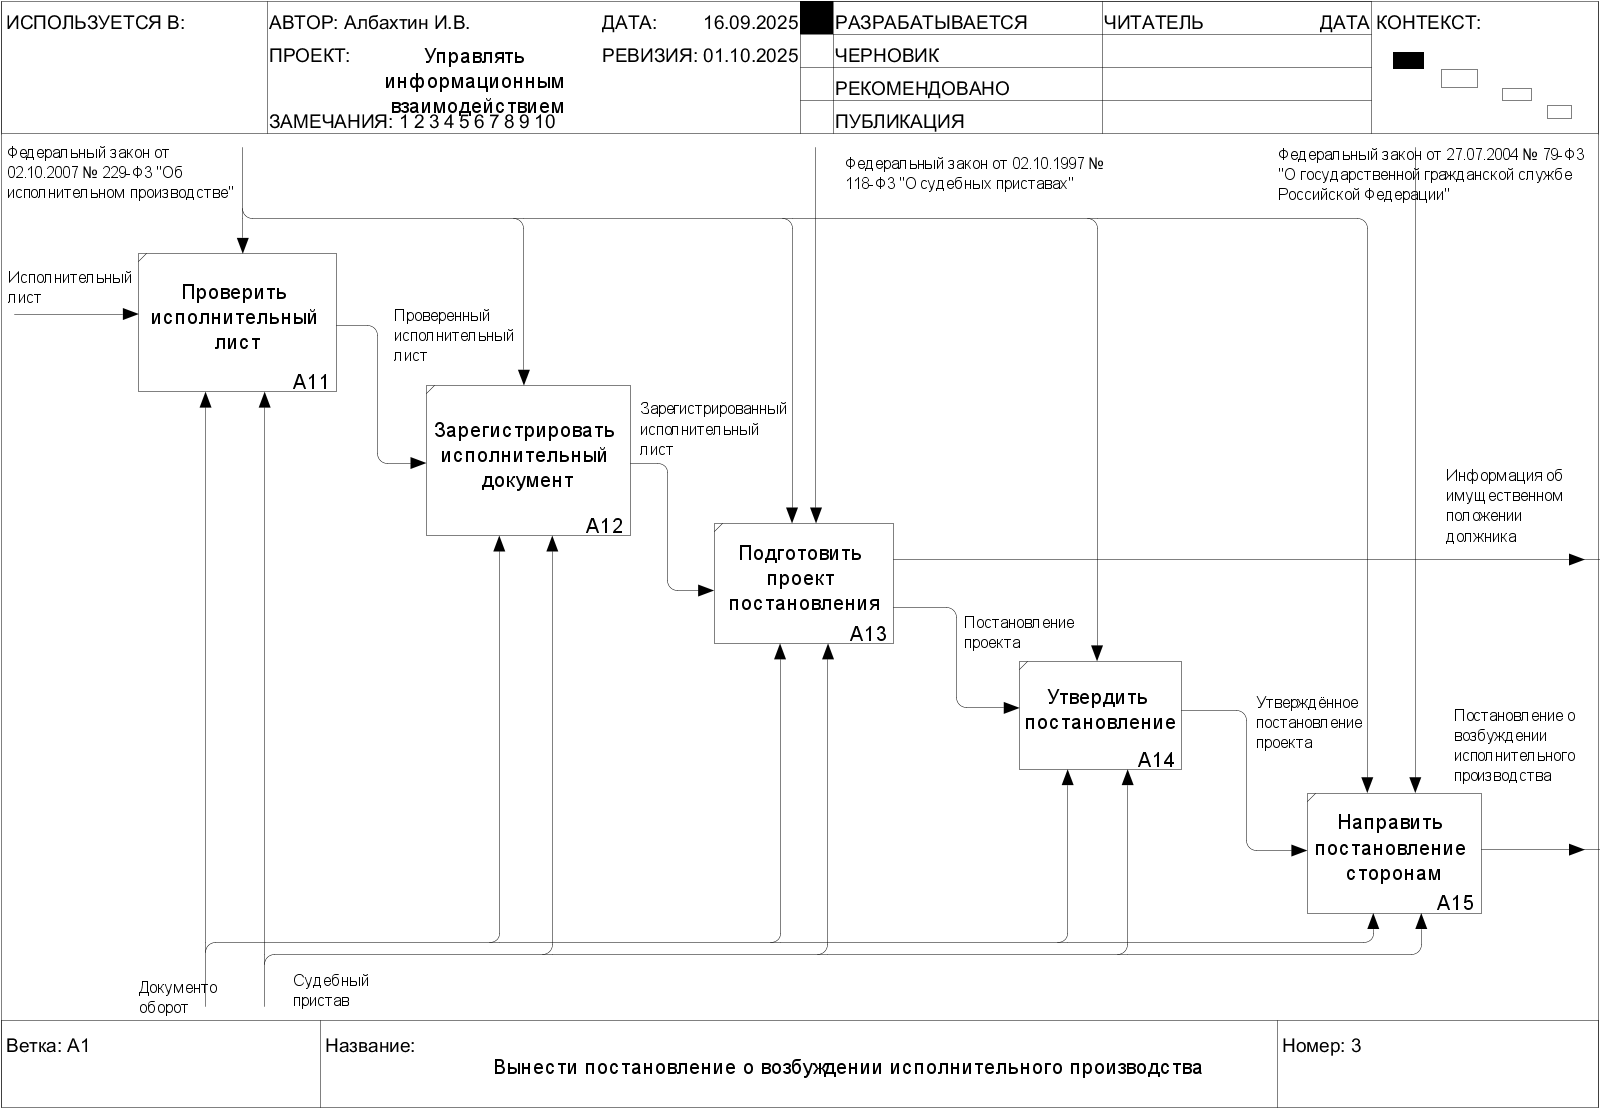 ИСПОЛЬЗУЕТСЯ В:
АВТОР: Албахтин И.В.
ДАТА: 16.09.2025
РАЗРАБАТЫВАЕТСЯ
ЧИТАТЕЛЬ
ДАТА
КОНТЕКСТ:
ПРОЕКТ:
Управлять
информационным
взаимодействием
РЕВИЗИЯ: 01.10.2025
ЧЕРНОВИК
РЕКОМЕНДОВАНО
ЗАМЕЧАНИЯ: 1 2 3 4 5 6 7 8 9 10
ПУБЛИКАЦИЯ
Федеральный закон от
02.10.2007 № 229-ФЗ "Об
исполнительном производстве"
Федеральный закон от 02.10.1997 №
118-ФЗ "О судебных приставах"
Федеральный закон от 27.07.2004 № 79-ФЗ
"О государственной гражданской службе
Российской Федерации"
Исполнительный
лист
Проверить
исполнительный
лист
A11
Проверенный
исполнительный
лист
Зарегистрировать
исполнительный
документ
A12
Зарегистрированный
исполнительный
лист
Подготовить
проект
постановления
A13
Информация об
имущественном
положении
должника
Постановление
проекта
Утвердить
постановление
A14
Утверждённое
постановление
проекта
Постановление о
возбуждении
исполнительного
производства
Направить
постановление
сторонам
A15
Документо
оборот
Судебный
пристав
Ветка: A1
Название:
Вынести постановление о возбуждении исполнительного производства
Номер: 3